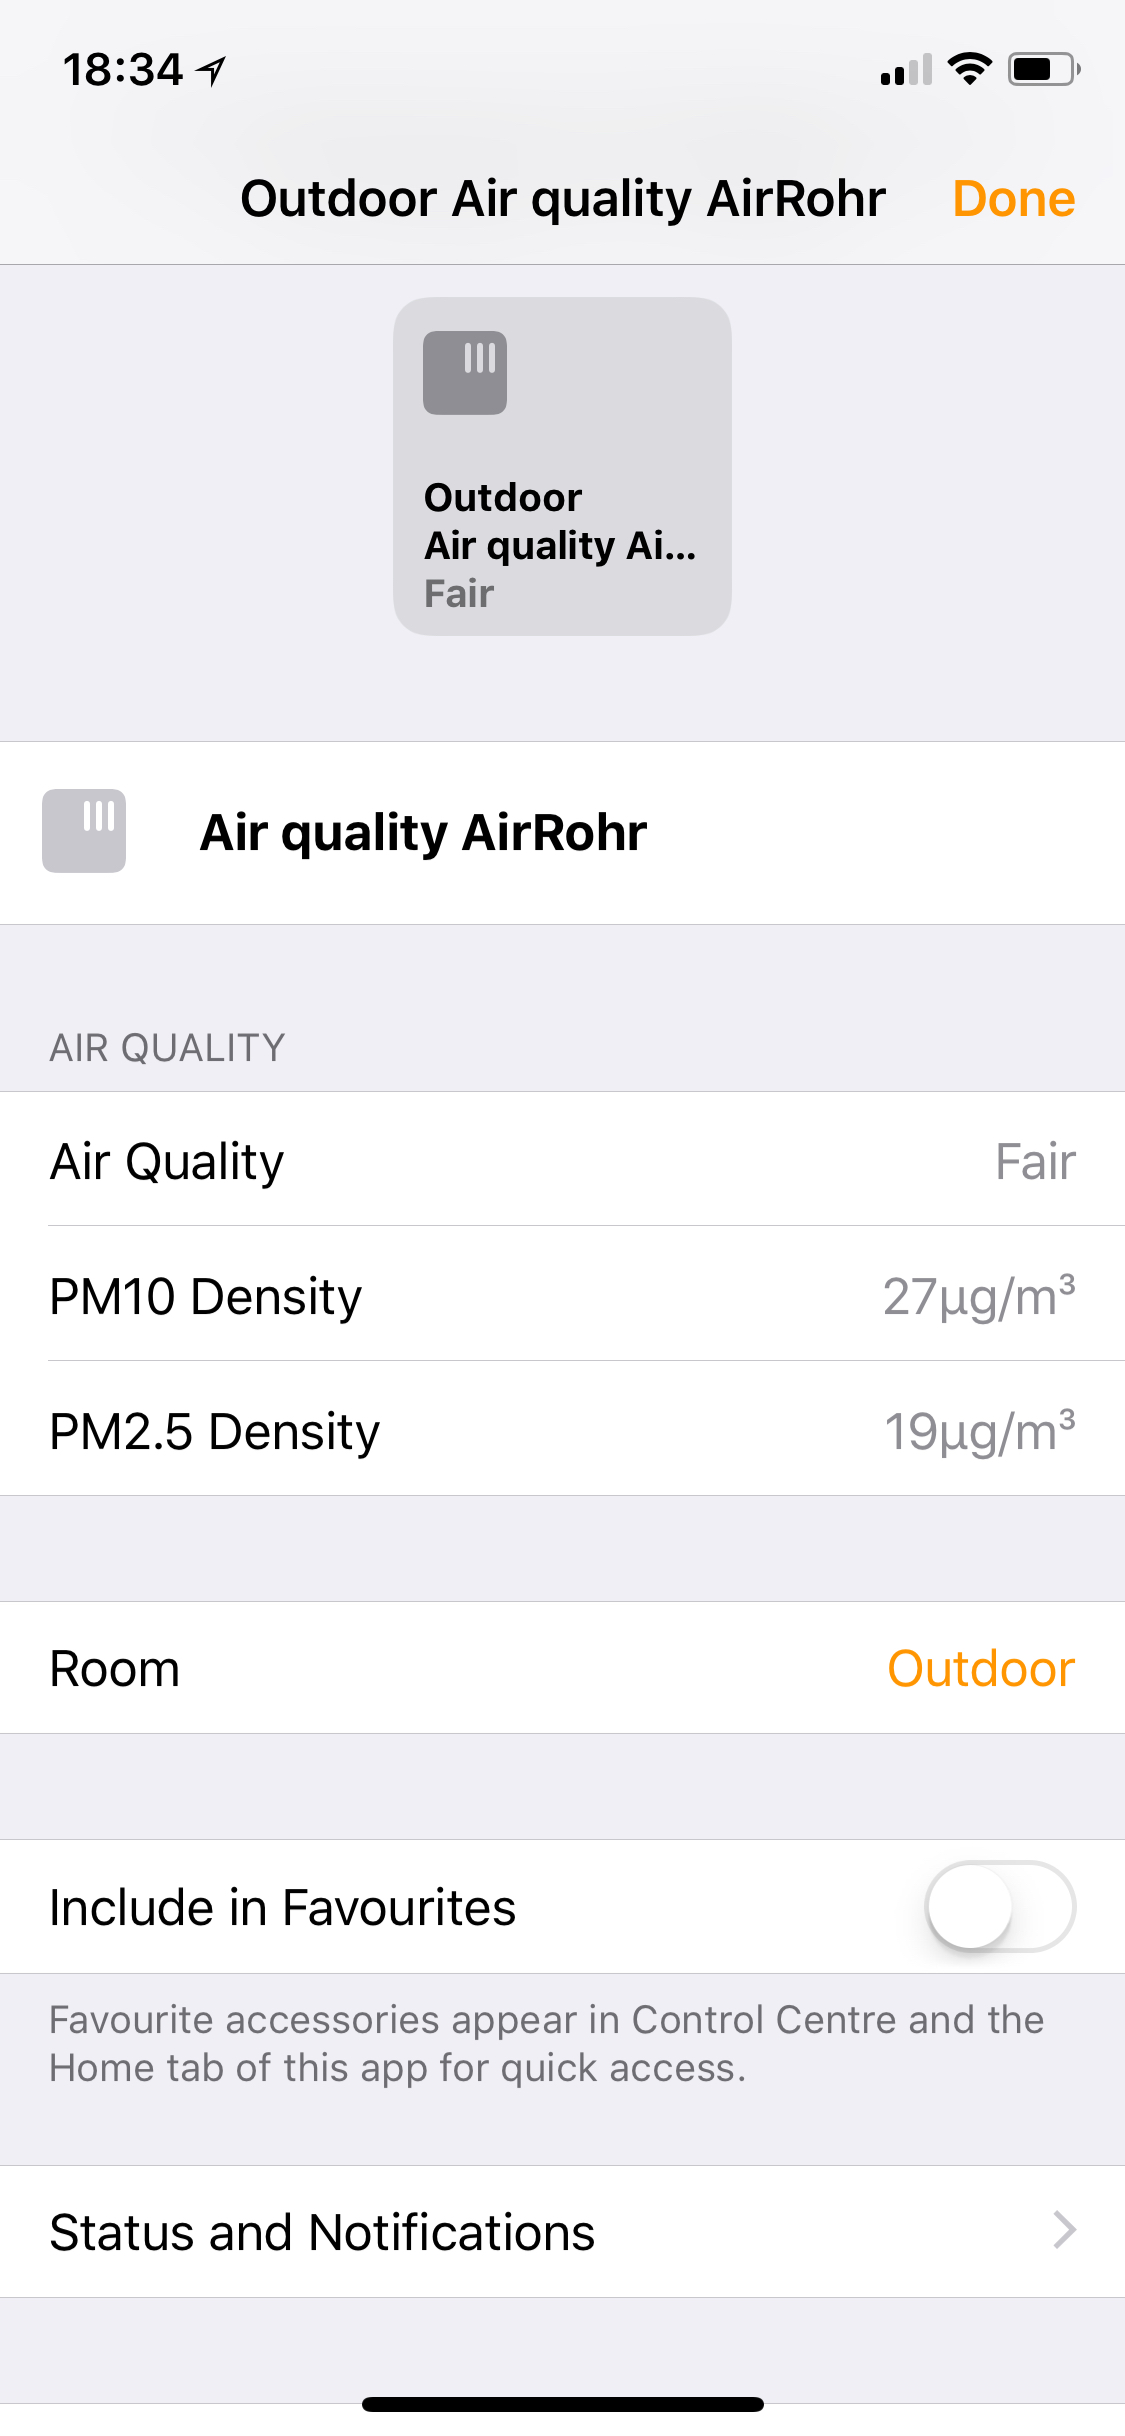 18:34
Outdoor Air quality AirRohr
Done
Outdoor
Air quality Ai...
Fair
Air quality AirRohr
AIR QUALITY
Air Quality
Fair
PM10 Density
27µg/m³
PM2.5 Density
19µg/m³
Room
Outdoor
Include in Favourites
Favourite accessories appear in Control Centre and the
Home tab of this app for quick access.
Status and Notifications